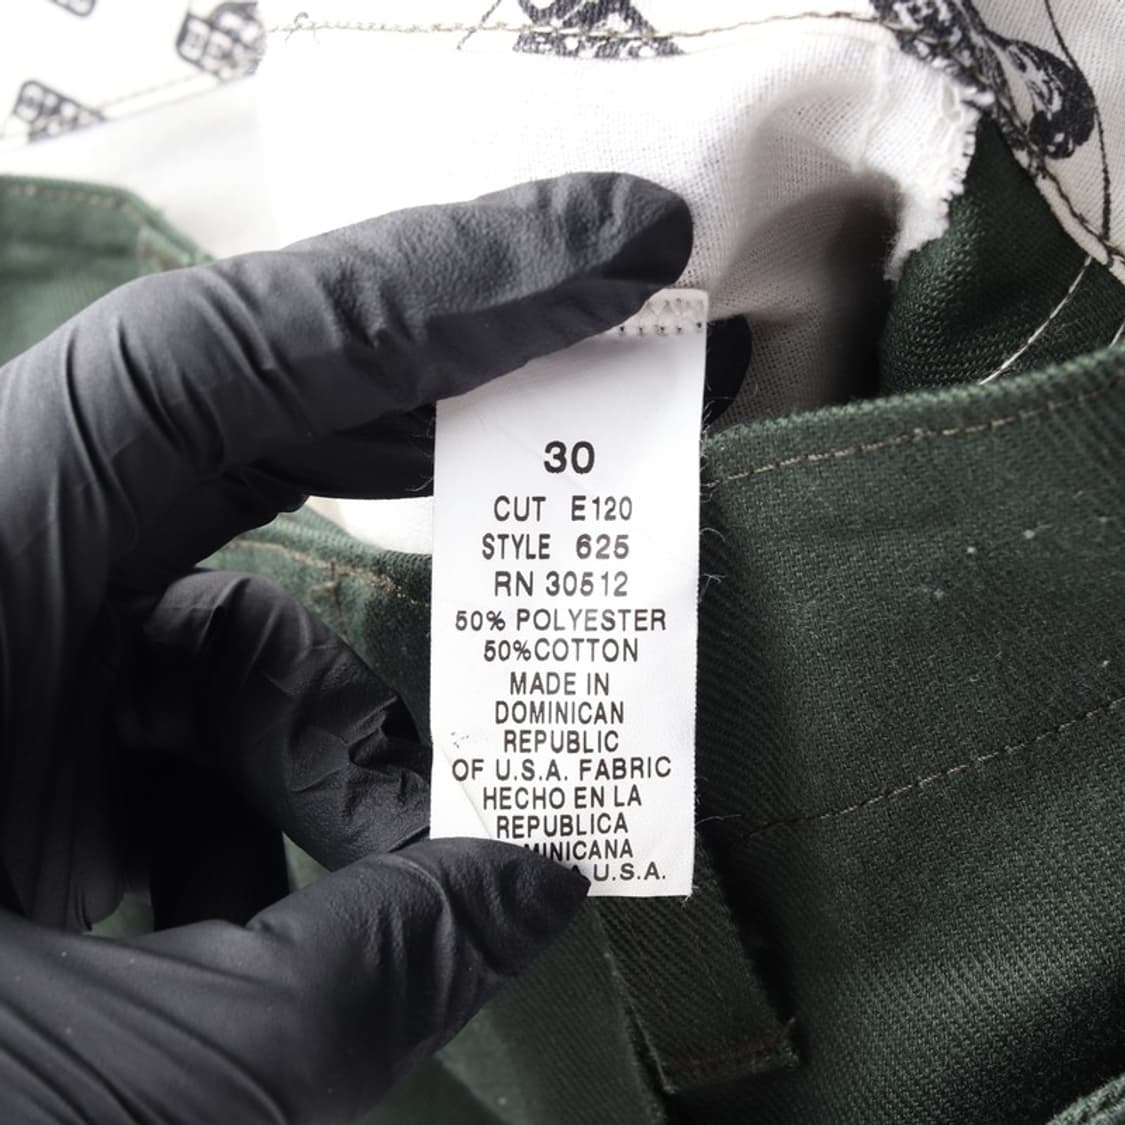 30
CUT E120
STYLE 625
RN 30512
50% POLYESTER
50%COTTON
MADE IN
DOMINICAN
REPUBLIC
OF U.S.A. FABRIC
HECHO EN LA
REPUBLICA
MINICANA
A U.S.A.